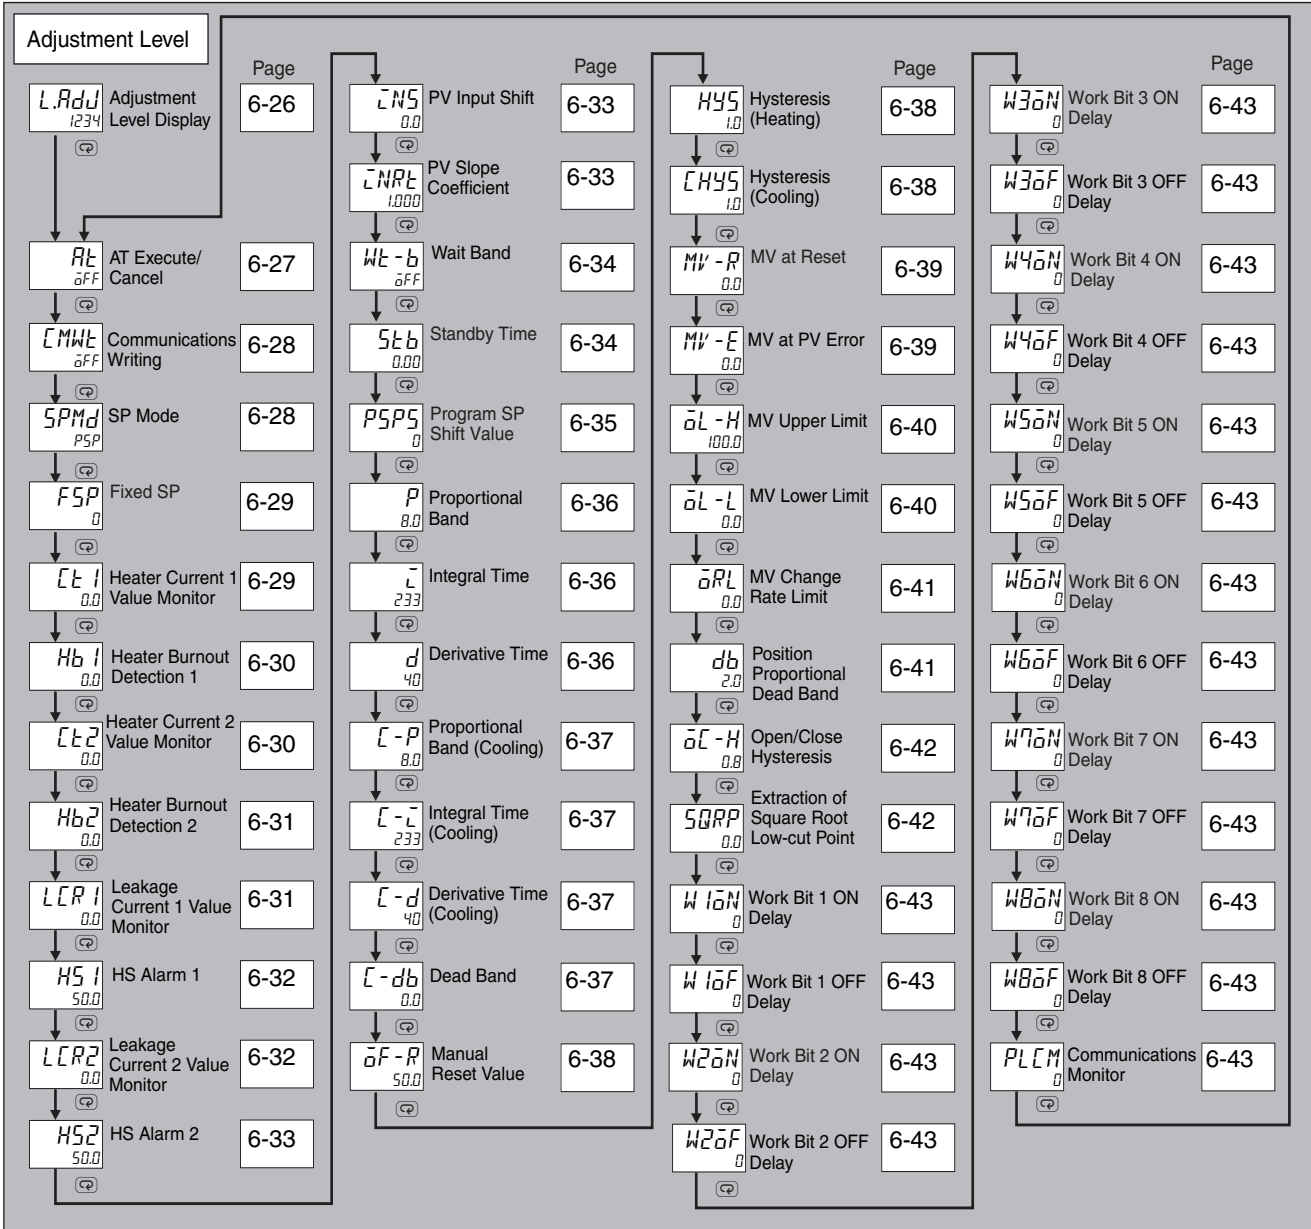 Adjustment Level
Page
L.AdJ
1234
Adjustment
Level Display
6-26
At
oFF
AT Execute/
Cancel
6-27
CMWt
oFF
Communications
Writing
6-28
SPMd
PSP
SP Mode
6-28
FSP
0
Fixed SP
6-29
Ct1
0.0
Heater Current 1
Value Monitor
6-29
Hb1
0.0
Heater Burnout
Detection 1
6-30
Ct2
0.0
Heater Current 2
Value Monitor
6-30
Hb2
0.0
Heater Burnout
Detection 2
6-31
LCR1
0.0
Leakage
Current 1 Value
Monitor
6-31
HS1
50.0
HS Alarm 1
6-32
LCR2
0.0
Leakage
Current 2 Value
Monitor
6-32
HS2
50.0
HS Alarm 2
6-33
Page
iNS
0.0
PV Input Shift
6-33
iNRt
1.000
PV Slope
Coefficient
6-33
Wt-b
oFF
Wait Band
6-34
Stb
0.00
Standby Time
6-34
PSPS
0
Program SP
Shift Value
6-35
P
8.0
Proportional
Band
6-36
i
233
Integral Time
6-36
d
40
Derivative Time
6-36
C-P
8.0
Proportional
Band (Cooling)
6-37
C-i
233
Integral Time
(Cooling)
6-37
C-d
40
Derivative Time
(Cooling)
6-37
C-db
0.0
Dead Band
6-37
oF-R
50.0
Manual
Reset Value
6-38
Page
HYS
1.0
Hysteresis
(Heating)
6-38
CHYS
1.0
Hysteresis
(Cooling)
6-38
MV-R
0.0
MV at Reset
6-39
MV-E
0.0
MV at PV Error
6-39
oL-H
100.0
MV Upper Limit
6-40
oL-L
0.0
MV Lower Limit
6-40
oRL
0.0
MV Change
Rate Limit
6-41
db
2.0
Position
Proportional
Dead Band
6-41
oC-H
0.8
Open/Close
Hysteresis
6-42
SQRP
0.0
Extraction of
Square Root
Low-cut Point
6-42
W1oN
0
Work Bit 1 ON
Delay
6-43
W1oF
0
Work Bit 1 OFF
Delay
6-43
W2oN
0
Work Bit 2 ON
Delay
6-43
W2oF
0
Work Bit 2 OFF
Delay
6-43
Page
W3oN
0
Work Bit 3 ON
Delay
6-43
W3oF
0
Work Bit 3 OFF
Delay
6-43
W4oN
0
Work Bit 4 ON
Delay
6-43
W4oF
0
Work Bit 4 OFF
Delay
6-43
W5oN
0
Work Bit 5 ON
Delay
6-43
W5oF
0
Work Bit 5 OFF
Delay
6-43
W6oN
0
Work Bit 6 ON
Delay
6-43
W6oF
0
Work Bit 6 OFF
Delay
6-43
W7oN
0
Work Bit 7 ON
Delay
6-43
W7oF
0
Work Bit 7 OFF
Delay
6-43
W8oN
0
Work Bit 8 ON
Delay
6-43
W8oF
0
Work Bit 8 OFF
Delay
6-43
PLCM
0
Communications
Monitor
6-43